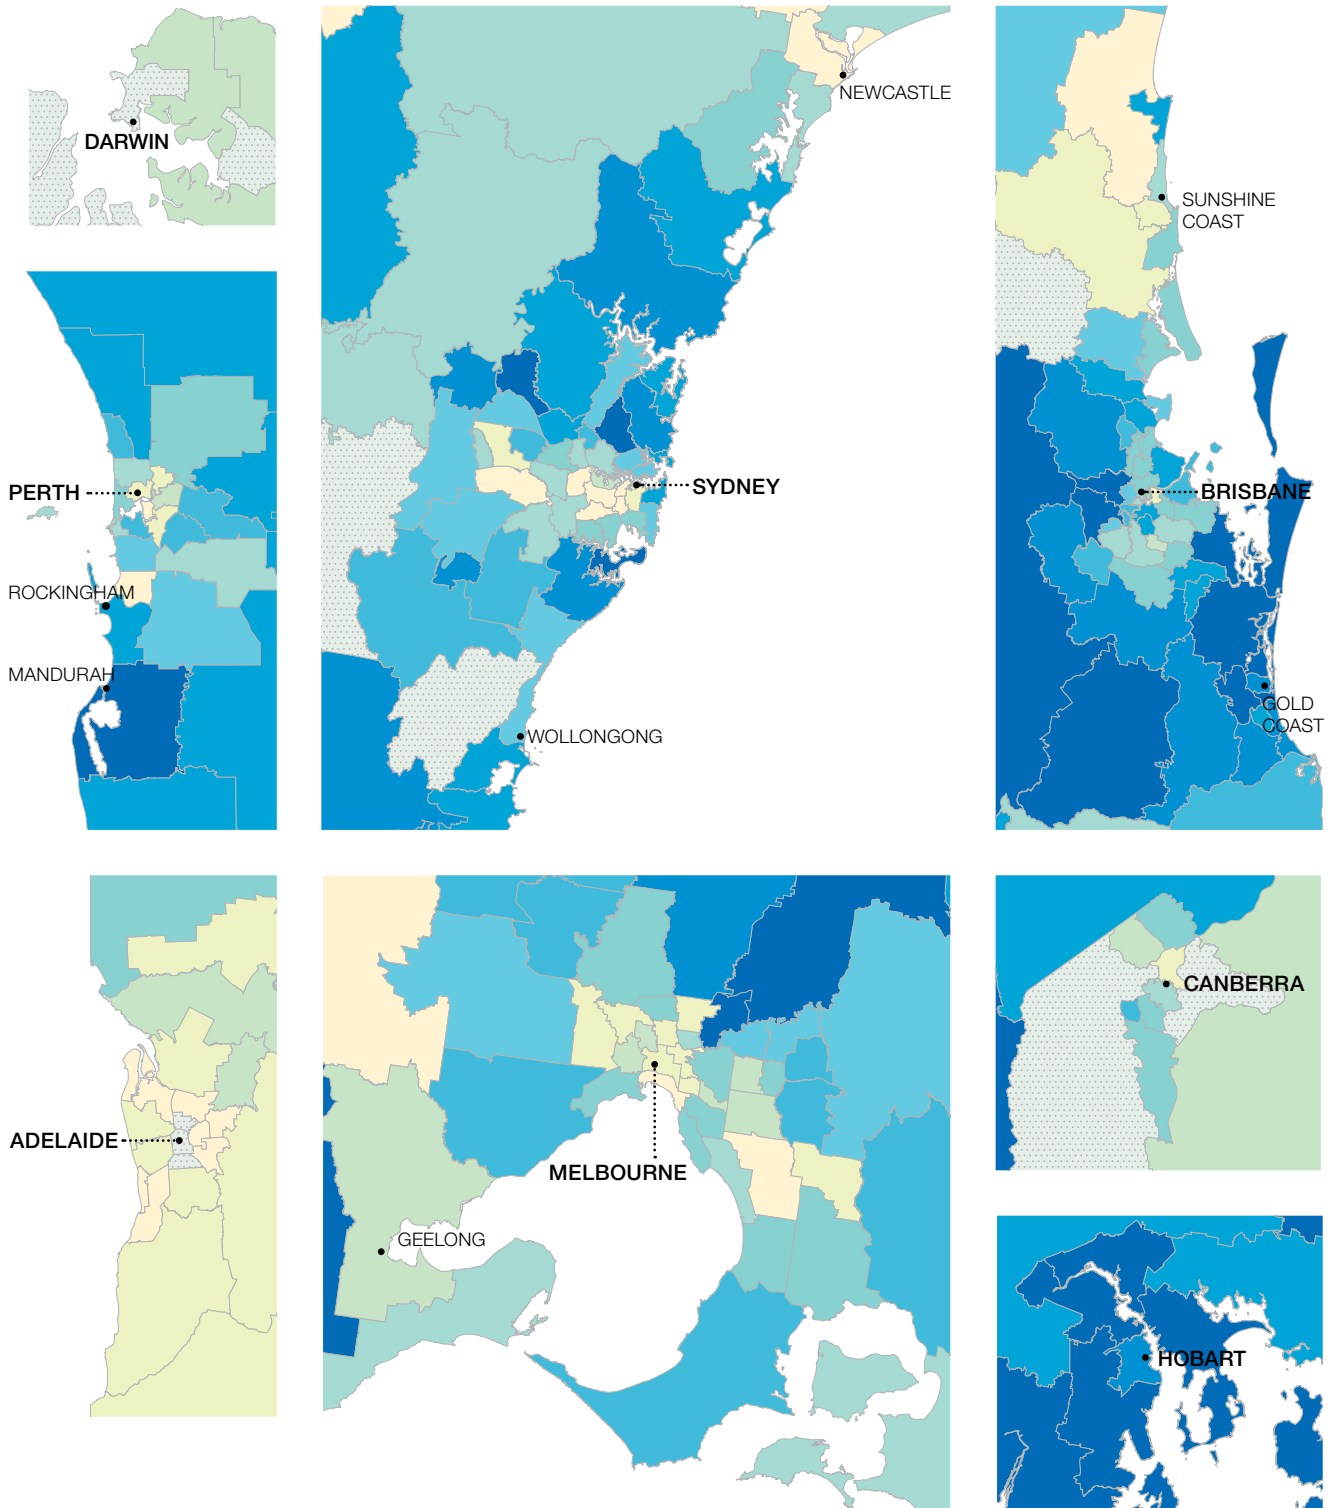 DARWIN
NEWCASTLE
SUNSHINE
COAST
PERTH
SYDNEY
BRISBANE
ROCKINGHAM
MANDURAH
GOLD
COAST
WOLLONGONG
CANBERRA
ADELAIDE
MELBOURNE
GEELONG
HOBART